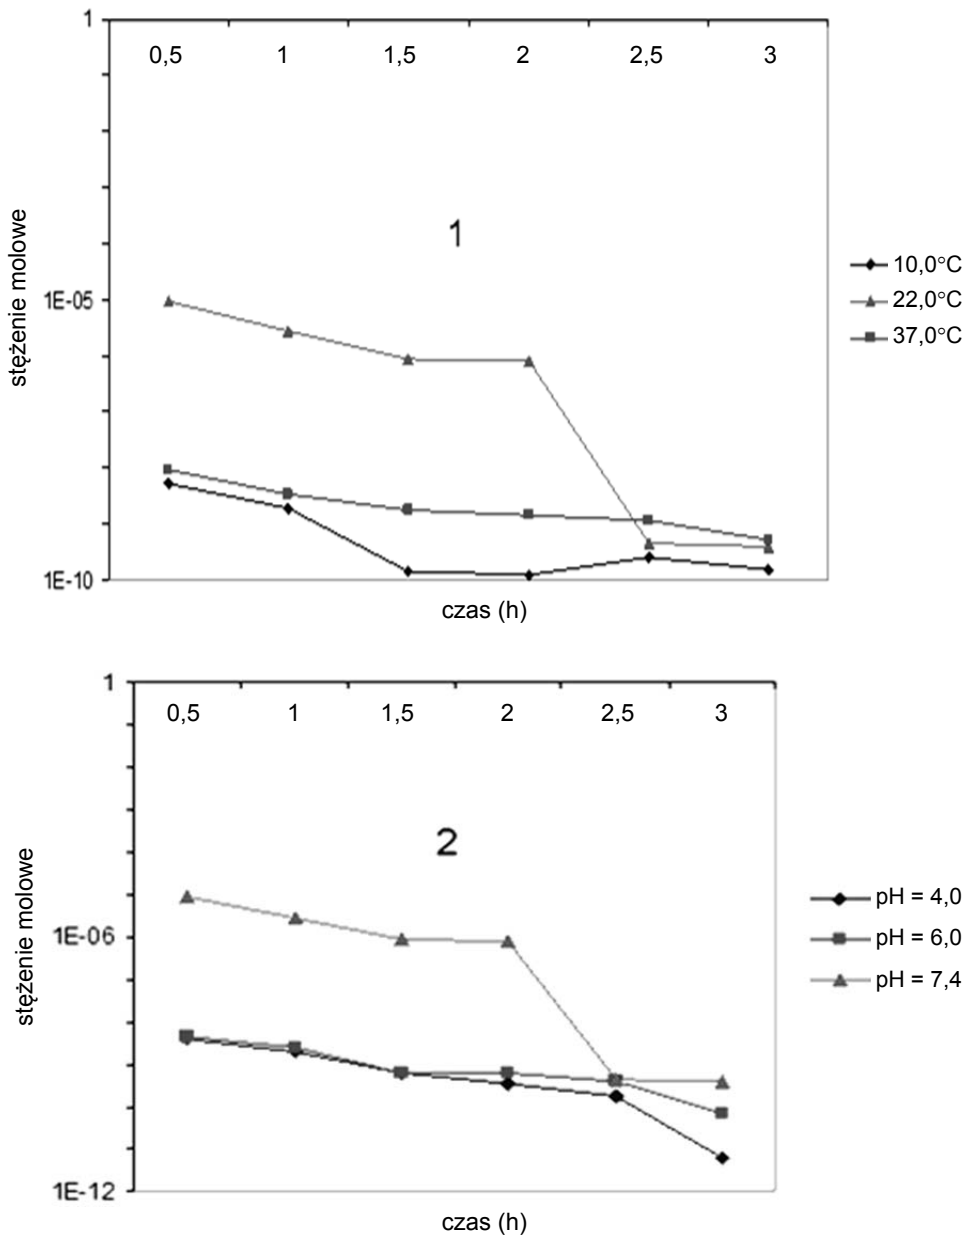 1
0,5 1 1,5 2 2,5 3
1
stężenie molowe
1E-05
1E-10
czas (h)
10,0°C
22,0°C
37,0°C
1
0,5 1 1,5 2 2,5 3
2
stężenie molowe
1E-06
1E-12
czas (h)
pH = 4,0
pH = 6,0
pH = 7,4